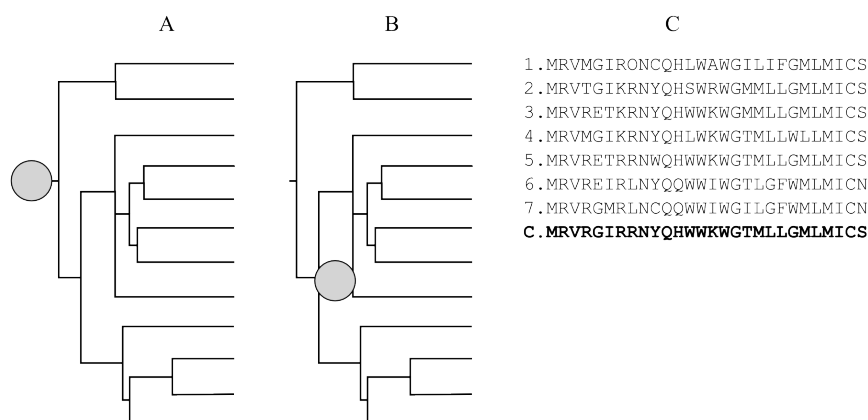 A B C
1.MRVMGIRONCQHLWAWGILIFGMLMICS
2.MRVTGIKRNYQHSWRWGMMLLGMLMICS
3.MRVRETKRNYQHWWKWGMMLLGMLMICS
4.MRVMGIKRNYQHLWKWGTMLLWLLMICS
5.MRVRETRRNWQHWWKWGTMLLGMLMICS
6.MRVREIRLNYQQWWIWGTLGFWMLMICN
7.MRVRGMRLNCQQWWIWGILGFWMLMICN
C.MRVRGIRRNYQHWWKWGTMLLGMLMICS